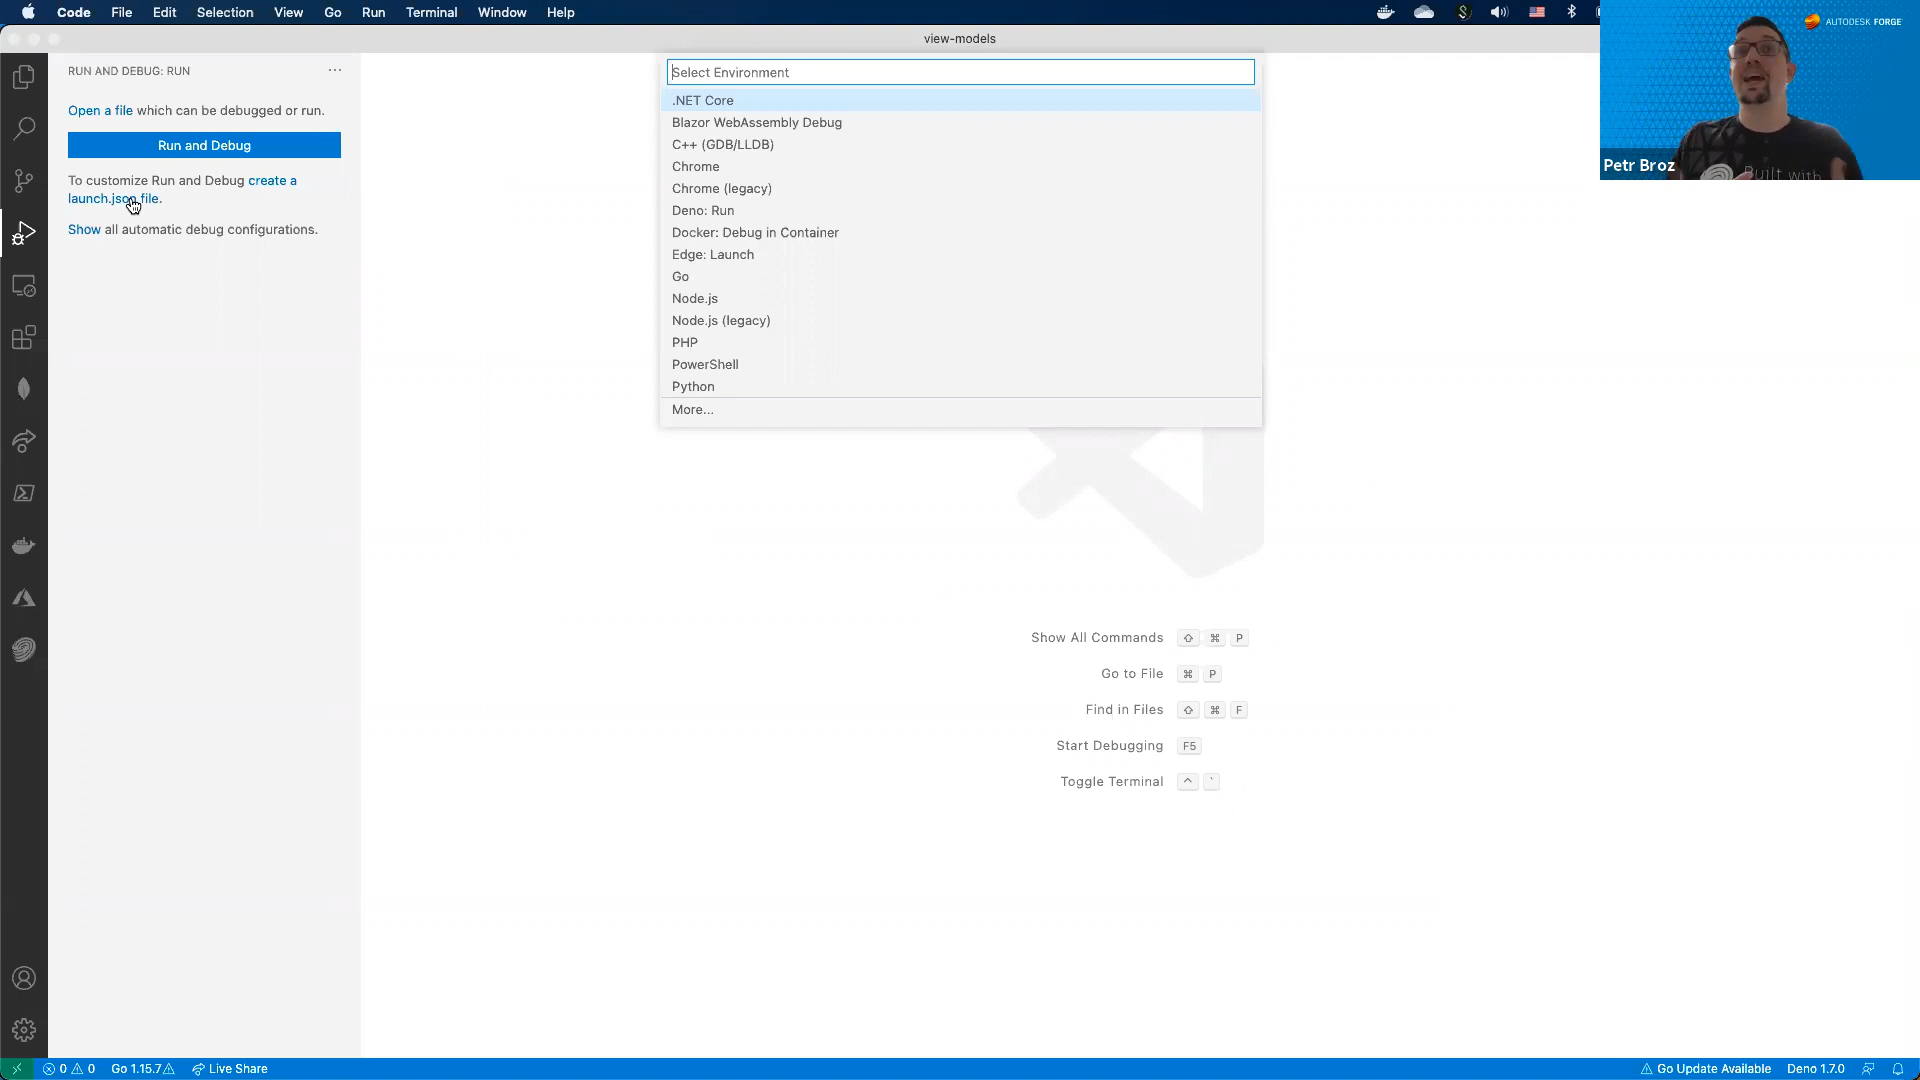 Code File Edit Selection View Go Run Terminal Window Help
view-models
AUTODESK FORGE
Petr Broz
Built with
RUN AND DEBUG: RUN
Open a file which can be debugged or run.
Run and Debug
To customize Run and Debug create a
launch.json file.
Show all automatic debug configurations.
Select Environment
.NET Core
Blazor WebAssembly Debug
C++ (GDB/LLDB)
Chrome
Chrome (legacy)
Deno: Run
Docker: Debug in Container
Edge: Launch
Go
Node.js
Node.js (legacy)
PHP
PowerShell
Python
More...
Show All Commands ⇧ ⌘ P
Go to File ⌘ P
Find in Files ⇧ ⌘ F
Start Debugging F5
Toggle Terminal ^ `
0 0 Go 1.15.7 Live Share Go Update Available Deno 1.7.0